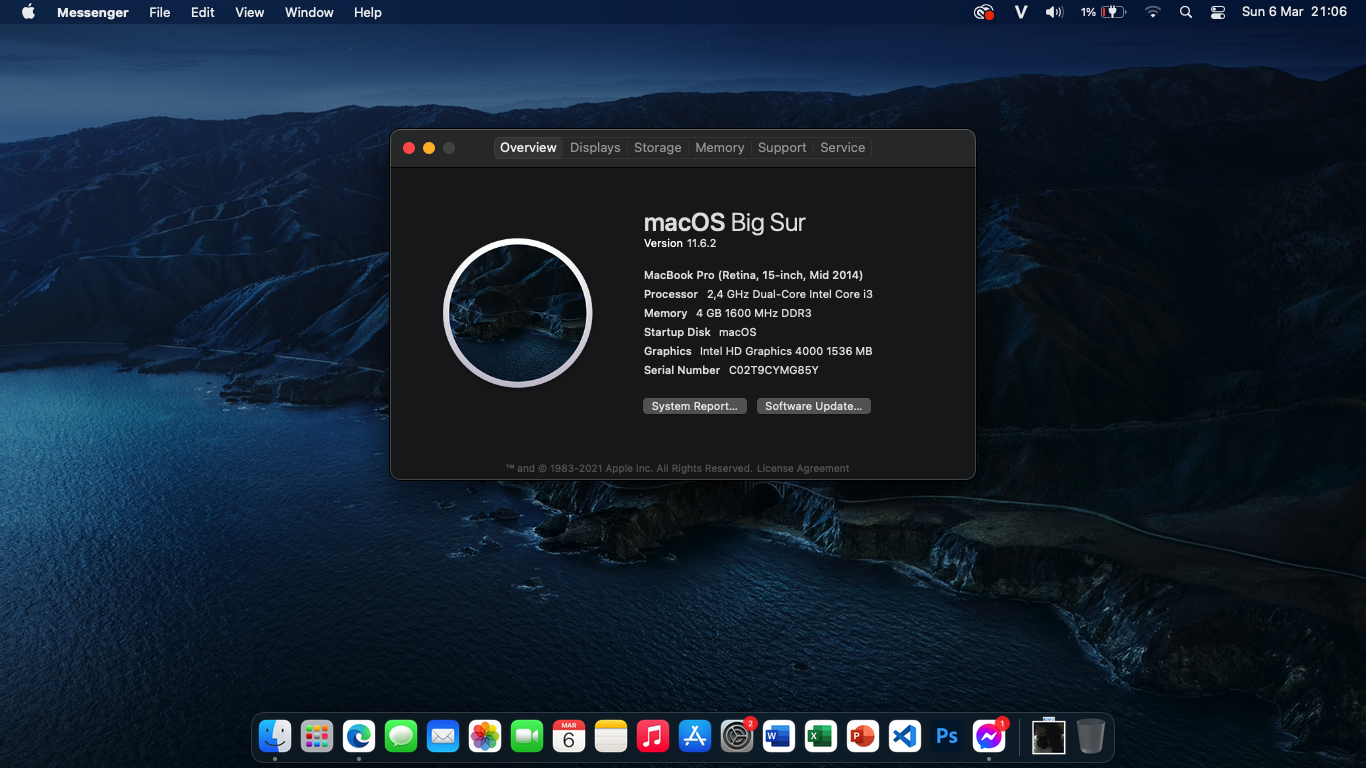 Messenger File Edit View Window Help V 1% Sun 6 Mar 21:06
Overview Displays Storage Memory Support Service
macOS Big Sur
Version 11.6.2
MacBook Pro (Retina, 15-inch, Mid 2014)
Processor 2,4 GHz Dual-Core Intel Core i3
Memory 4 GB 1600 MHz DDR3
Startup Disk macOS
Graphics Intel HD Graphics 4000 1536 MB
Serial Number C02T9CYMG85Y
System Report... Software Update...
™ and © 1983-2021 Apple Inc. All Rights Reserved. License Agreement
MAR 2 1
6 W X P Ps